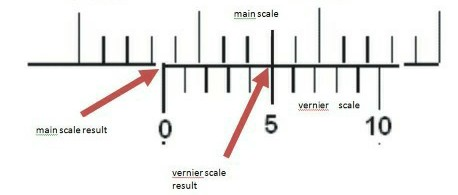 main scale
vernier scale
main scale result
0
5
10
vernier scale
result